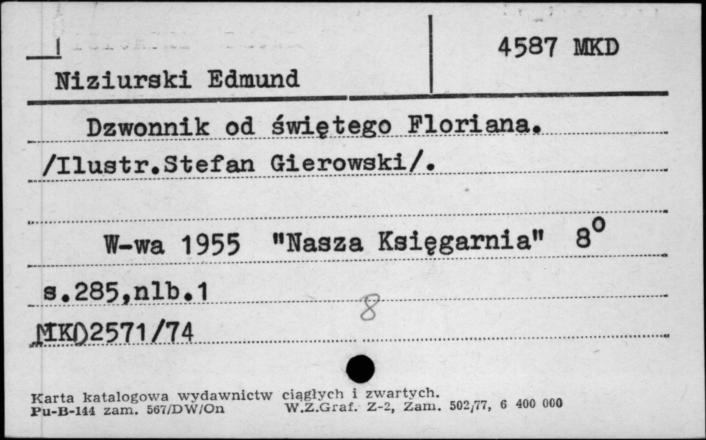 4587 MKD
Niziurski Edmund
Dzwonnik od świętego Floriana.
/Ilustr.Stefan Gierowski/.
W-wa 1955 "Nasza Księgarnia" 8°
s.285,nlb.1
8
MKD2571/74
Karta katalogowa wydawnictw ciągłych i zwartych.
Pu-B-144 zam. 567/DW/On W.Z.Graf. Z-2, Zam. 502/77, 6 400 000